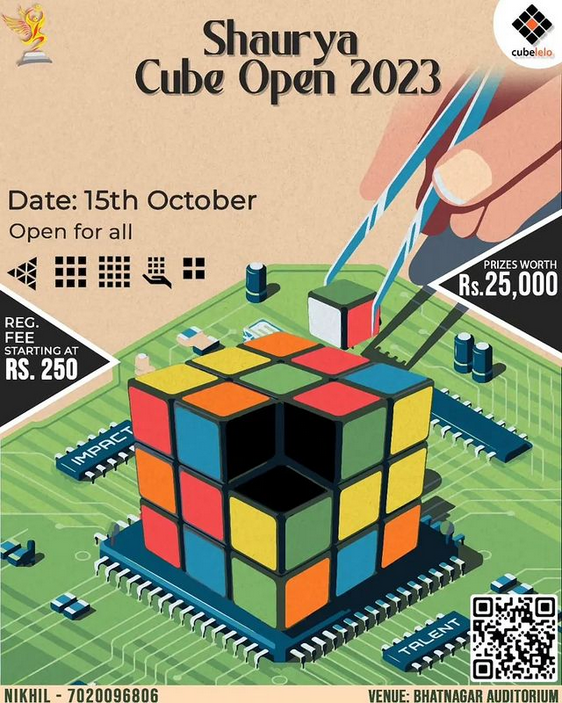 Shaurya
Cube Open 2023
cubelelo
Date: 15th October
Open for all
PRIZES WORTH
Rs.25,000
REG.
FEE
STARTING AT
RS. 250
IMPACT
TALENT
NIKHIL - 7020096806
VENUE: BHATNAGAR AUDITORIUM